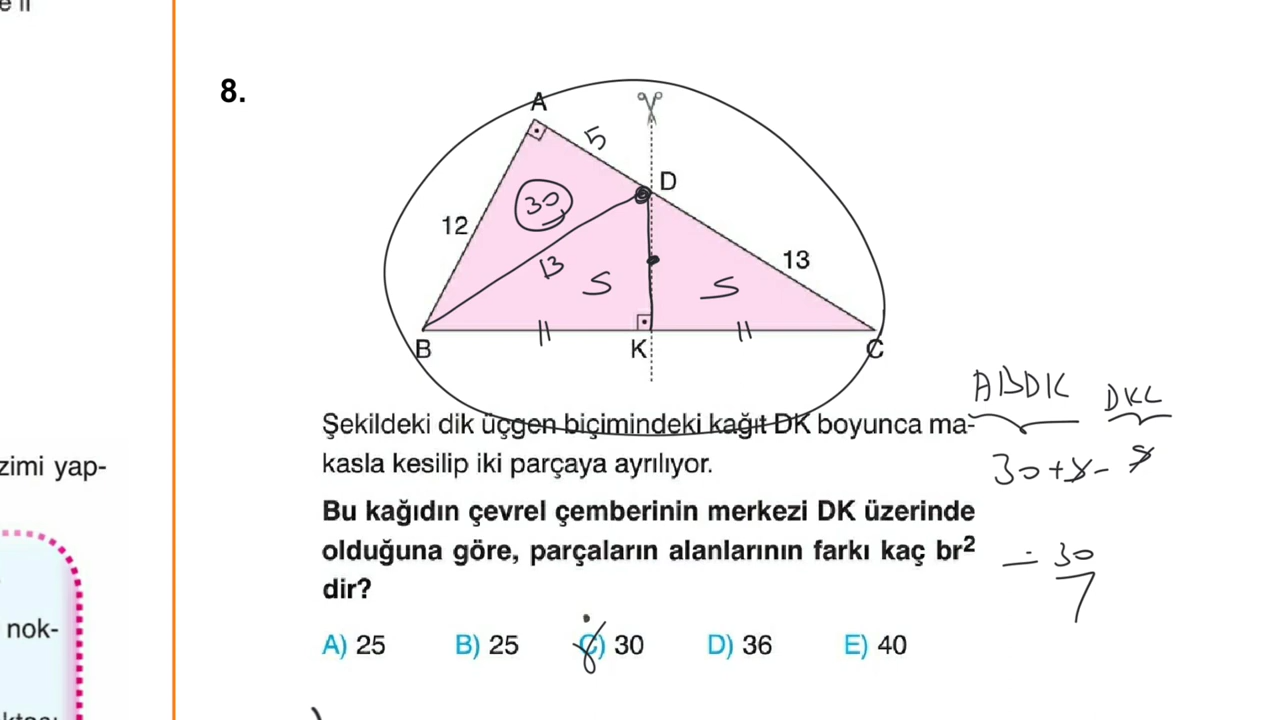 e il
8.
A
5
D
30
12
13
13
S
S
B
K
C
ABDK DKC
Şekildeki dik üçgen biçimindeki kağıt DK boyunca ma-
30+S- S
kasla kesilip iki parçaya ayrılıyor.
zimi yap-
Bu kağıdın çevrel çemberinin merkezi DK üzerinde
olduğuna göre, parçaların alanlarının farkı kaç br²
= 30
dir?
nok-
A) 25 B) 25 C) 30 D) 36 E) 40